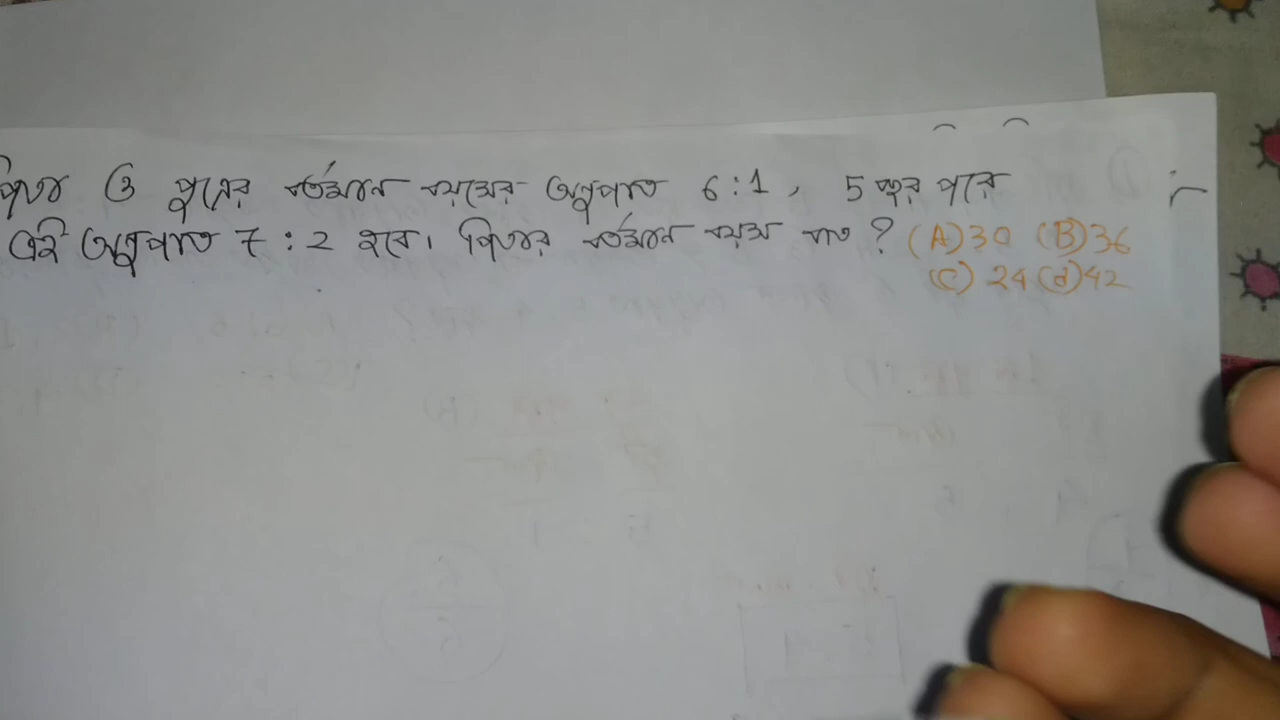 পিতা ও পুত্রের বর্তমান বয়সের অনুপাত 6:1, 5 বছর পরে
এই অনুপাত 7:2 হবে। পিতার বর্তমান বয়স কত? (A)30 (B)36
(C) 24 (d)42